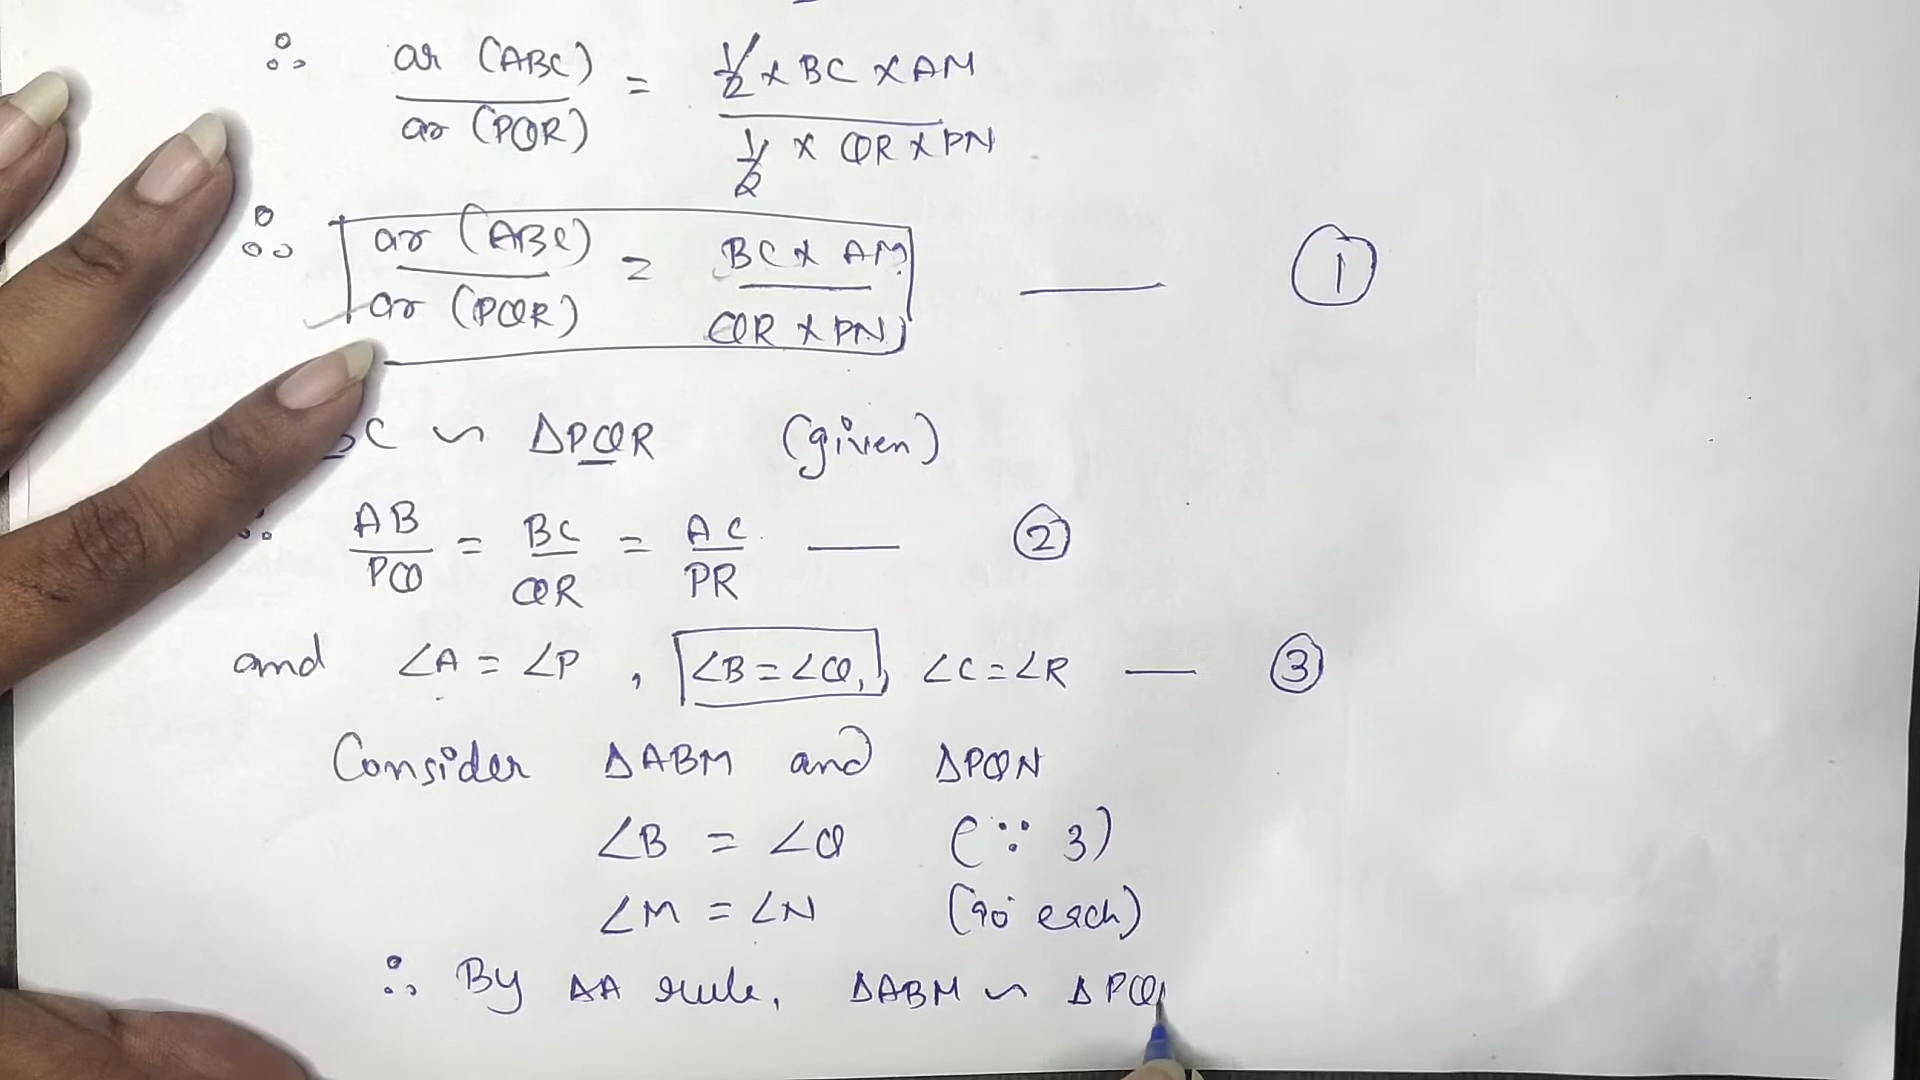 ∴ ar (ABC) / ar (PQR) = 1/2 × BC × AM / 1/2 × QR × PN
∴ ar (ABC) / ar (PQR) = BC × AM / QR × PN — ①
BC ∽ ΔPQR (given)
∴ AB/PQ = BC/QR = AC/PR — ②
and ∠A = ∠P , ∠B = ∠Q, ∠C = ∠R — ③
Consider ΔABM and ΔPQN
∠B = ∠Q (∵ 3)
∠M = ∠N (90° each)
∴ By AA rule, ΔABM ∽ ΔPQ